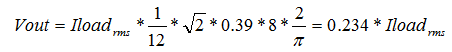 Vout = Iload_rms * 1/12 * √2 * 0.39 * 8 * 2/π = 0.234 * Iload_rms